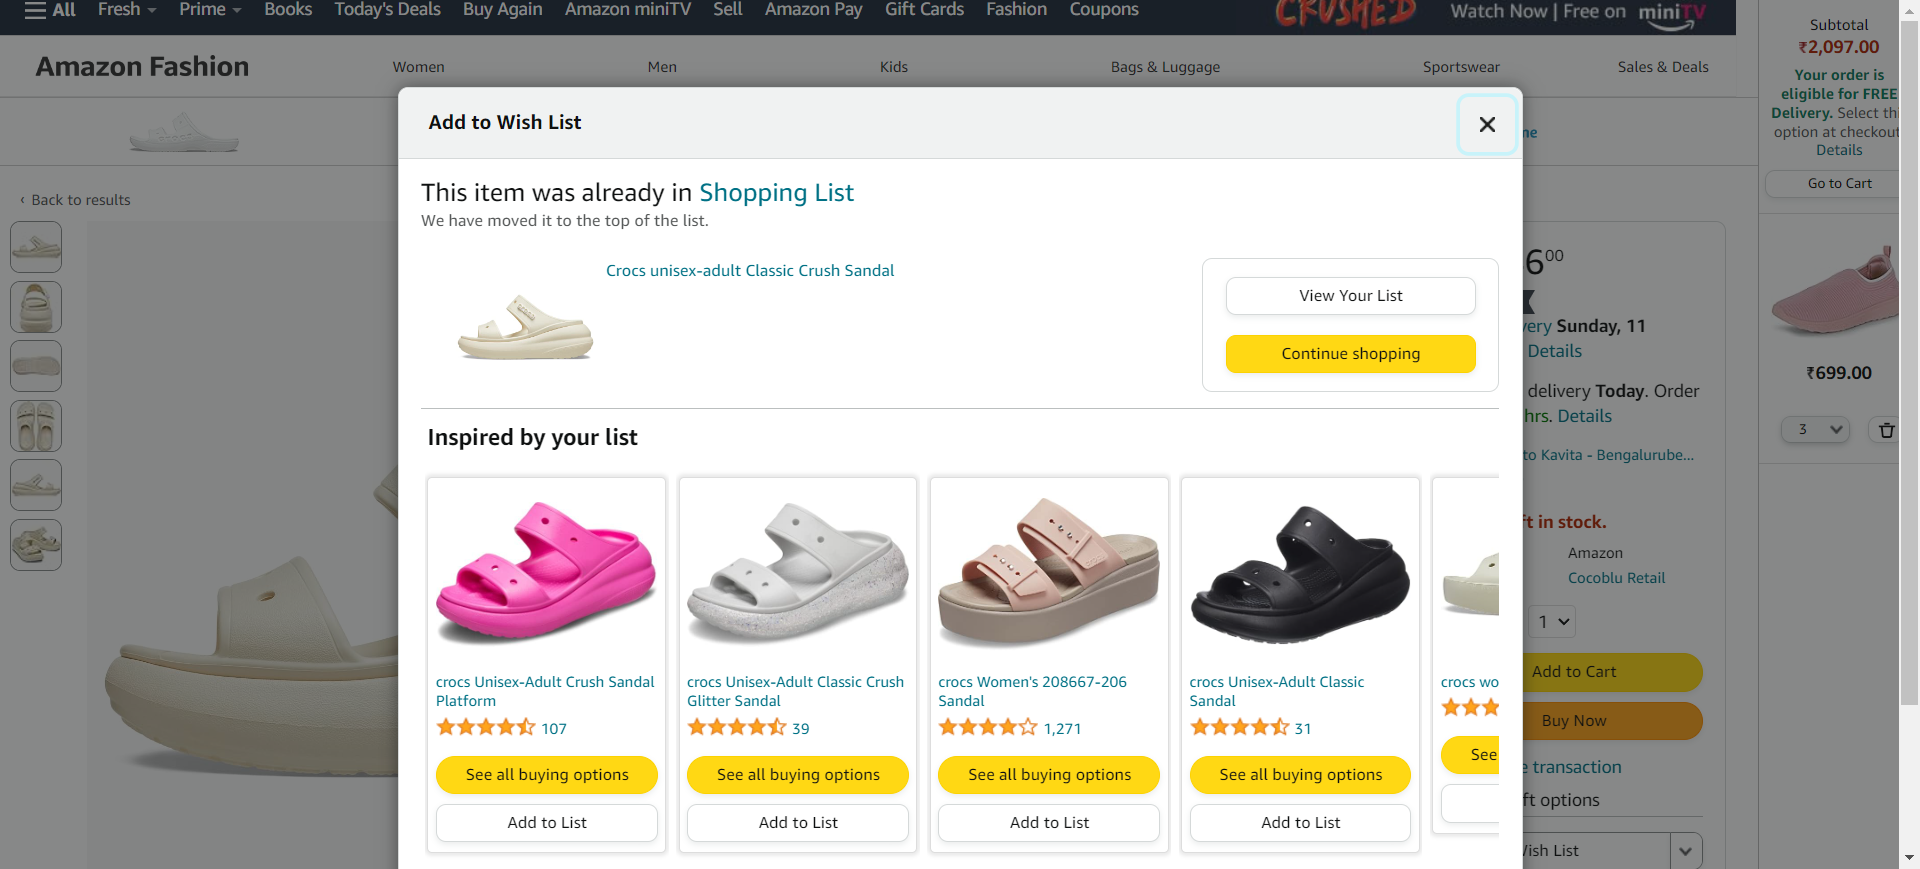 All
Fresh
Prime
Books
Today's Deals
Buy Again
Amazon miniTV
Sell
Amazon Pay
Gift Cards
Fashion
Coupons
CRUSHED
Watch Now | Free on miniTV
Amazon Fashion
Women
Men
Kids
Bags & Luggage
Sportswear
Sales & Deals
Subtotal
₹2,097.00
Your order is
eligible for FREE
Delivery. Select
option at checkout
Details
Go to Cart
‹ Back to results
Add to Wish List
This item was already in Shopping List
We have moved it to the top of the list.
Crocs unisex-adult Classic Crush Sandal
View Your List
Continue shopping
Inspired by your list
crocs Unisex-Adult Crush Sandal
Platform
107
See all buying options
Add to List
crocs Unisex-Adult Classic Crush
Glitter Sandal
39
See all buying options
Add to List
crocs Women's 208667-206
Sandal
1,271
See all buying options
Add to List
crocs Unisex-Adult Classic
Sandal
31
See all buying options
Add to List
crocs
See
00
Sunday, 11
Details
delivery Today. Order
hrs. Details
to Kavita - Bengalurube...
in stock.
Amazon
Cocoblu Retail
1
Add to Cart
Buy Now
transaction
options
List
₹699.00
3